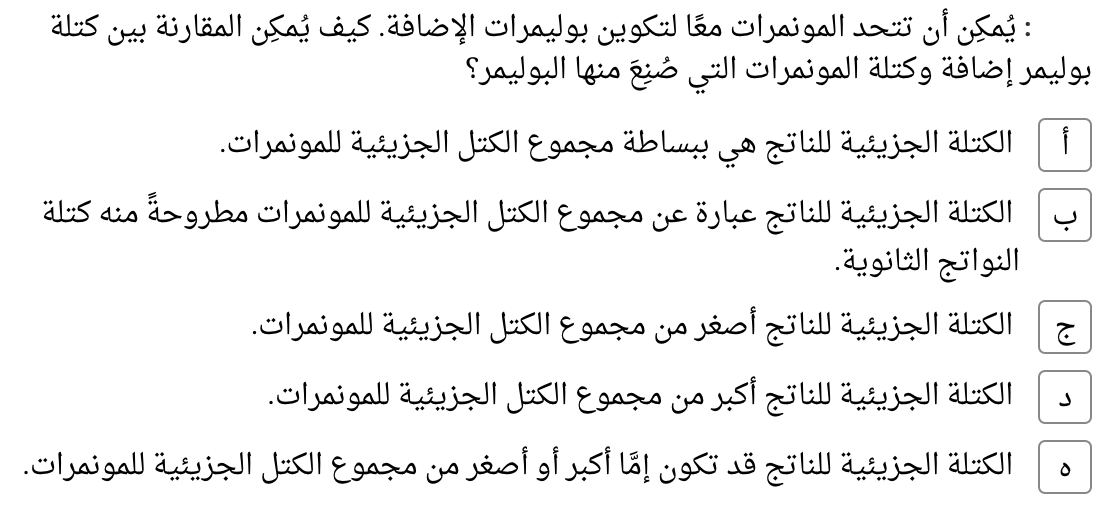 : يُمكِن أن تتحد المونمرات معًا لتكوين بوليمرات الإضافة. كيف يُمكِن المقارنة بين كتلة
بوليمر إضافة وكتلة المونمرات التي صُنِعَ منها البوليمر؟
أ الكتلة الجزيئية للناتج هي ببساطة مجموع الكتل الجزيئية للمونمرات.
ب الكتلة الجزيئية للناتج عبارة عن مجموع الكتل الجزيئية للمونمرات مطروحةً منه كتلة
النواتج الثانوية.
ج الكتلة الجزيئية للناتج أصغر من مجموع الكتل الجزيئية للمونمرات.
د الكتلة الجزيئية للناتج أكبر من مجموع الكتل الجزيئية للمونمرات.
ه الكتلة الجزيئية للناتج قد تكون إمَّا أكبر أو أصغر من مجموع الكتل الجزيئية للمونمرات.